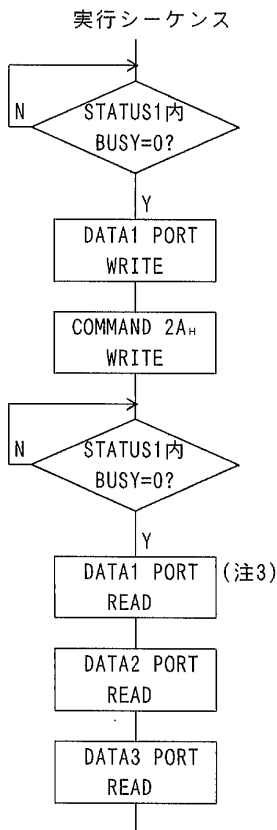 実行シーケンス
STATUS1内
BUSY=0?
N
Y
DATA1 PORT
WRITE
COMMAND 2AH
WRITE
STATUS1内
BUSY=0?
N
Y
DATA1 PORT
READ
(注3)
DATA2 PORT
READ
DATA3 PORT
READ